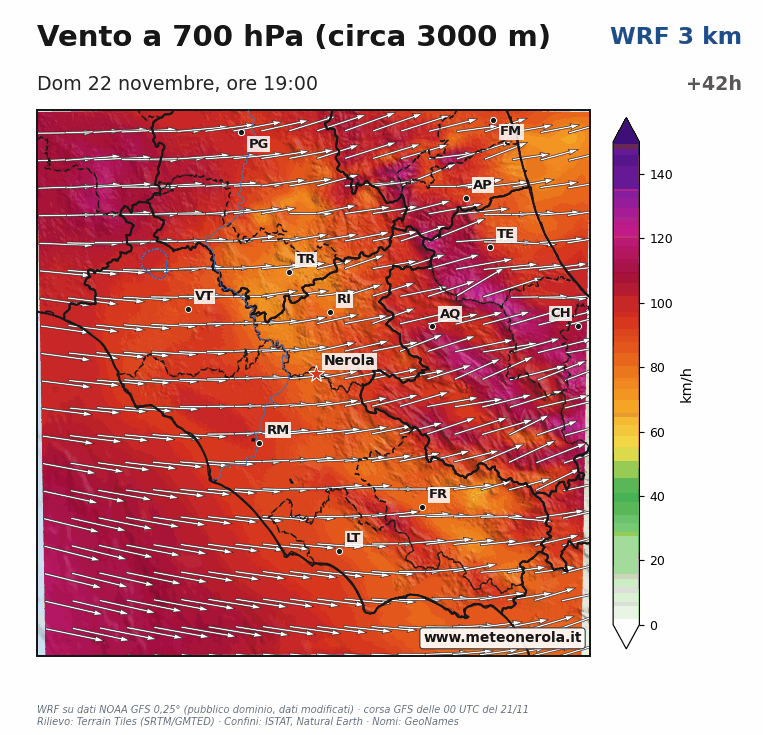 Vento a 700 hPa (circa 3000 m)
WRF 3 km
Dom 22 novembre, ore 19:00
+42h
PG
FM
AP
TE
TR
VT
RI
AQ
CH
Nerola
RM
FR
LT
www.meteonerola.it
140
120
100
80
60
40
20
0
km/h
WRF su dati NOAA GFS 0,25° (pubblico dominio, dati modificati) · corsa GFS delle 00 UTC del 21/11
Rilievo: Terrain Tiles (SRTM/GMTED) · Confini: ISTAT, Natural Earth · Nomi: GeoNames